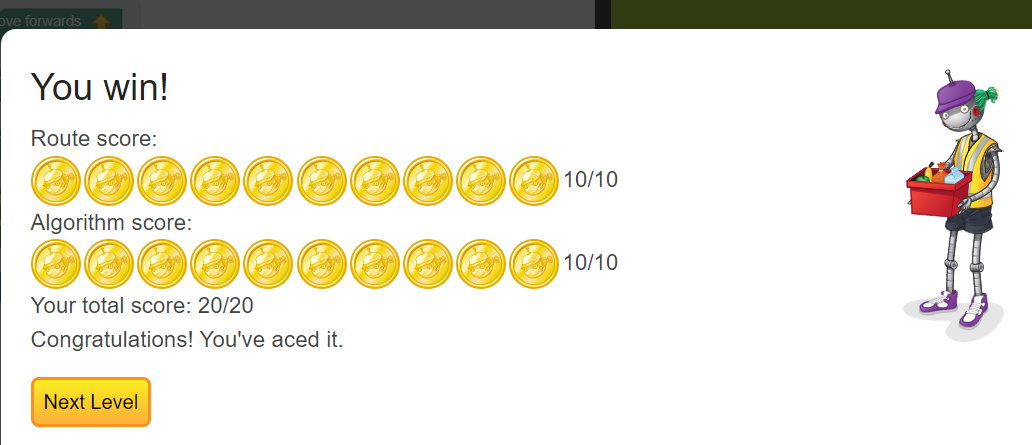 ove forwards
You win!
Route score:
10/10
Algorithm score:
10/10
Your total score: 20/20
Congratulations! You've aced it.
Next Level